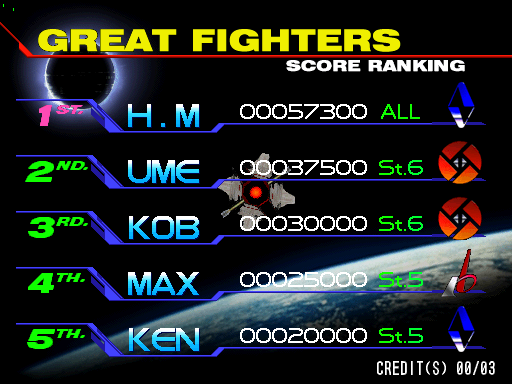 GREAT FIGHTERS
SCORE RANKING
1ST. H.M 00057300 ALL
2ND. UME 00037500 St.6
3RD. KOB 00030000 St.6
4TH. MAX 00025000 St.5
5TH. KEN 00020000 St.5
CREDIT(S) 00/03